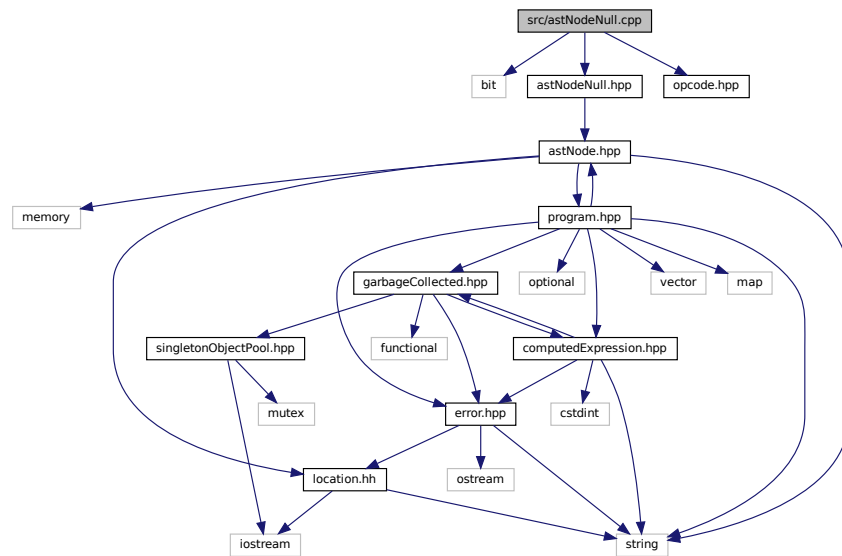 src/astNodeNull.cpp
bit
astNodeNull.hpp
opcode.hpp
astNode.hpp
memory
program.hpp
garbageCollected.hpp
optional
vector
map
singletonObjectPool.hpp
functional
computedExpression.hpp
mutex
error.hpp
cstdint
location.hh
ostream
iostream
string